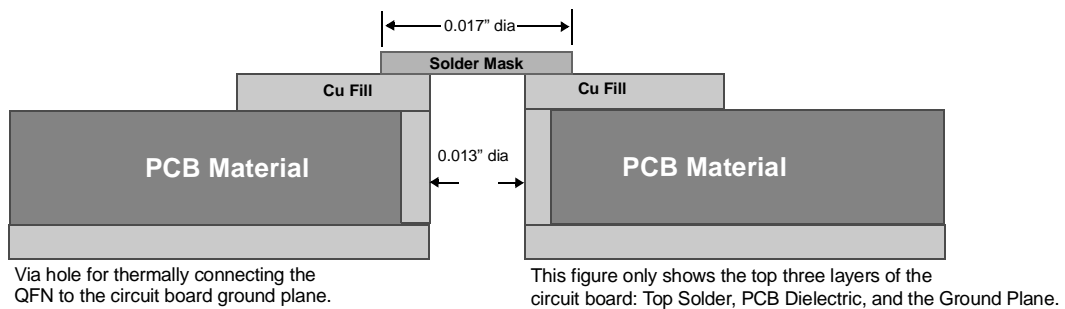 0.017” dia
Solder Mask
Cu Fill
Cu Fill
PCB Material
0.013” dia
PCB Material
Via hole for thermally connecting the
QFN to the circuit board ground plane.
This figure only shows the top three layers of the
circuit board: Top Solder, PCB Dielectric, and the Ground Plane.